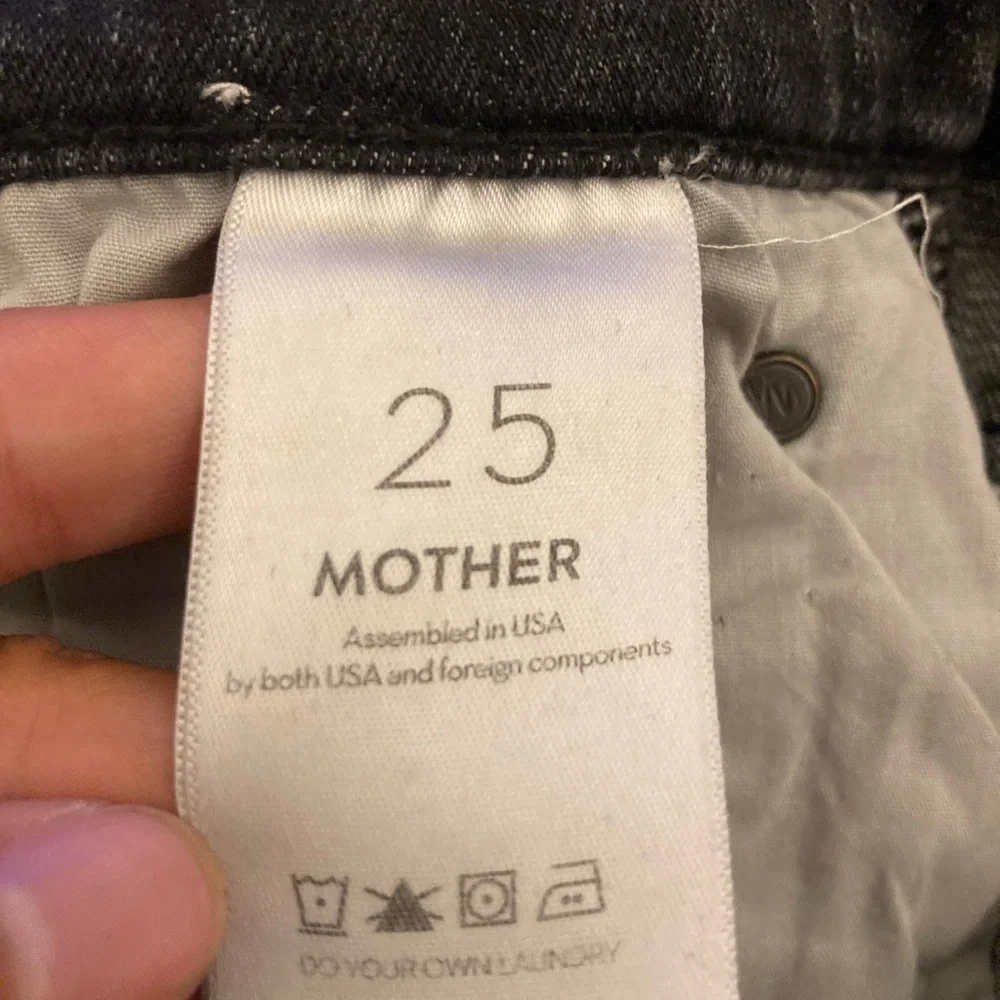 25
MOTHER
Assembled in USA
by both USA and foreign components
DO YOUR OWN LAUNDRY
M